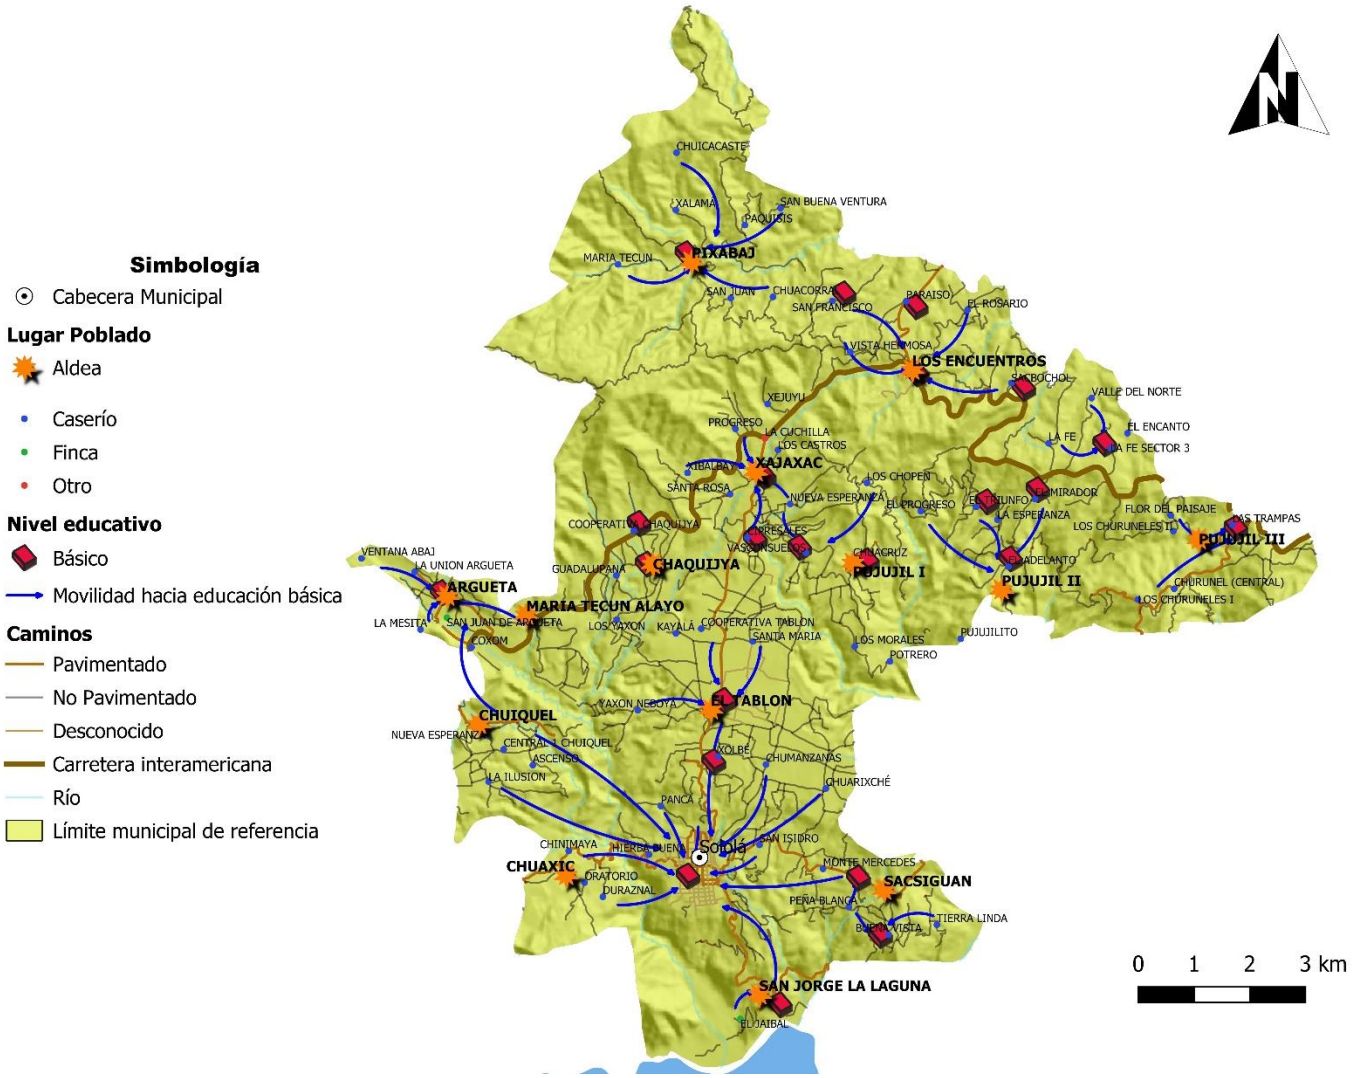 N
CHUICACASTE
XALAMA
SAN BUENA VENTURA
PAQUISIS
PIXABAJ
MARIA TECUN
SAN JUAN
CHUACORRAL
SAN FRANCISCO
PARAISO
EL ROSARIO
VISTA HERMOSA
LOS ENCUENTROS
SACBOCHOL
VALLE DEL NORTE
EL ENCANTO
LA FE
LA FE SECTOR 3
XEJUYU
PROGRESO
LA CUCHILLA
LOS CASTROS
XAJAXAC
XIBALBAY
SANTA ROSA
NUEVA ESPERANZA
LOS CHOPEN
EL PROGRESO
EL TRIUNFO
EL MIRADOR
LA ESPERANZA
FLOR DEL PAISAJE
LOS CHURUNELES II
LAS TRAMPAS
PUJUJIL III
COOPERATIVA CHAQUIJYA
CIPRESALES
VASCONSUELOS
CHUACRUZ
PUJUJIL I
EL ADELANTO
PUJUJIL II
CHURUNEL (CENTRAL)
LOS CHURUNELES I
GUADALUPANA
CHAQUIJYA
VENTANA ABAJ
LA UNION ARGUETA
ARGUETA
MARIA TECUN ALAYO
LA MESITA
SAN JUAN DE ARGUETA
COXOM
LOS YAXON
KAYALÁ
COOPERATIVA TABLON
SANTA MARIA
LOS MORALES
POTRERO
PUJUJILITO
YAXON NEBOYA
EL TABLON
CHUIQUEL
NUEVA ESPERANZA
CENTRAL 1 CHUIQUEL
ASCENSO
LA ILUSION
XOLBE
CHUMANZANAS
CHUARIXCHÉ
PANCA
CHINIMAYA
HIERBA BUENA
Sololá
SAN ISIDRO
MONTE MERCEDES
CHUAXIC
ORATORIO
DURAZNAL
SACSIGUAN
PEÑA BLANCA
BUENA VISTA
TIERRA LINDA
SAN JORGE LA LAGUNA
EL JAIBAL
Simbología
Cabecera Municipal
Lugar Poblado
Aldea
Caserío
Finca
Otro
Nivel educativo
Básico
Movilidad hacia educación básica
Caminos
Pavimentado
No Pavimentado
Desconocido
Carretera interamericana
Río
Límite municipal de referencia
0 1 2 3 km